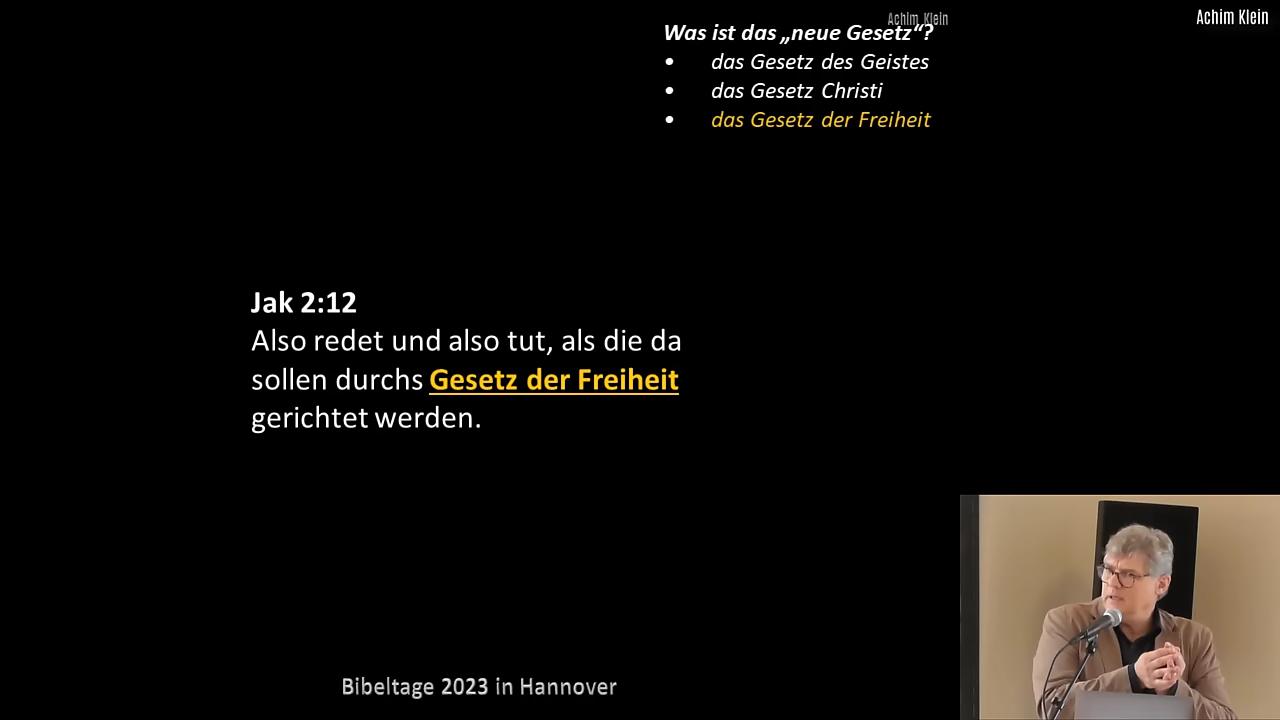 Achim Klein
Achim Klein
Was ist das „neue Gesetz“?
• das Gesetz des Geistes
• das Gesetz Christi
• das Gesetz der Freiheit
Jak 2:12
Also redet und also tut, als die da
sollen durchs Gesetz der Freiheit
gerichtet werden.
Bibeltage 2023 in Hannover